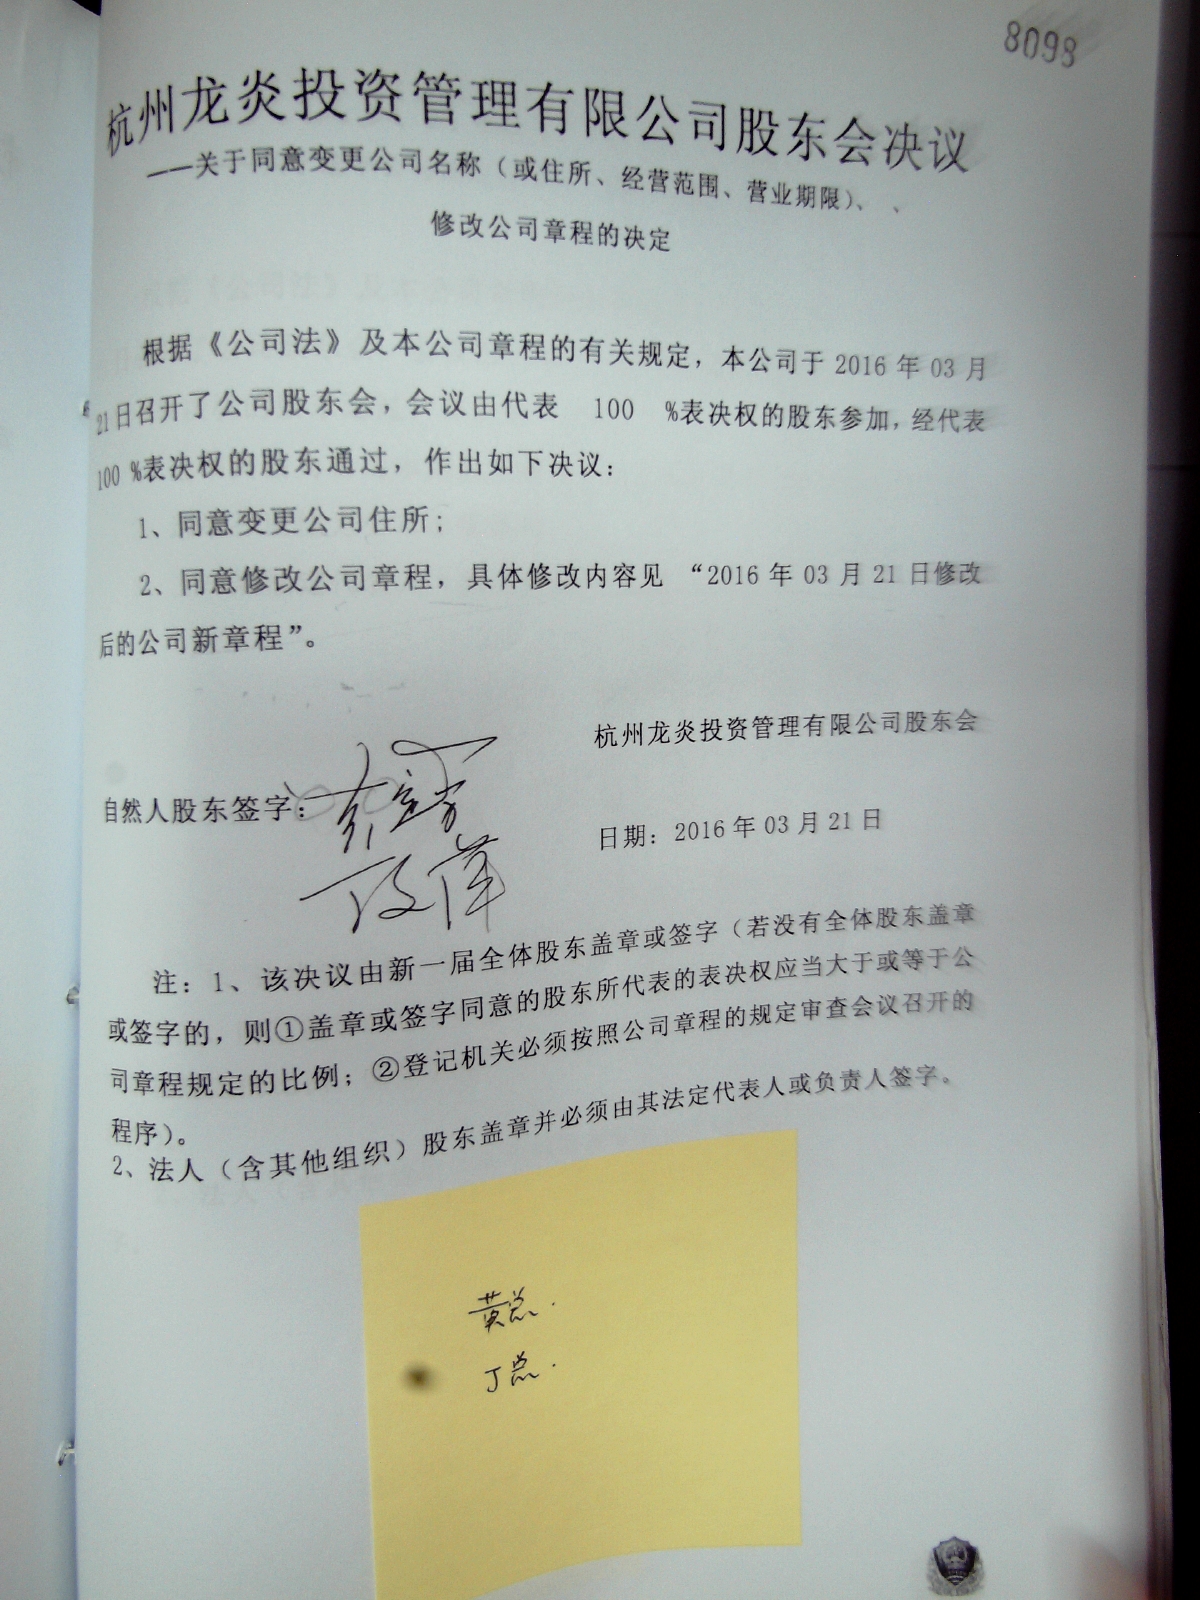 8098
杭州龙炎投资管理有限公司股东会决议
——关于同意变更公司名称（或住所、经营范围、营业期限）、 、
修改公司章程的决定
根据《公司法》及本公司章程的有关规定，本公司于 2016 年 03 月
21 日召开了公司股东会，会议由代表 100 %表决权的股东参加，经代表
100 %表决权的股东通过，作出如下决议：
1、同意变更公司住所；
2、同意修改公司章程，具体修改内容见 “2016 年 03 月 21 日修改
后的公司新章程”。
杭州龙炎投资管理有限公司股东会
自然人股东签字：
日期：2016 年 03 月 21 日
注：1、该决议由新一届全体股东盖章或签字（若没有全体股东盖章
或签字的，则①盖章或签字同意的股东所代表的表决权应当大于或等于公
司章程规定的比例；②登记机关必须按照公司章程的规定审查会议召开的
程序）。
2、法人（含其他组织）股东盖章并必须由其法定代表人或负责人签字。
黄总.
丁总.